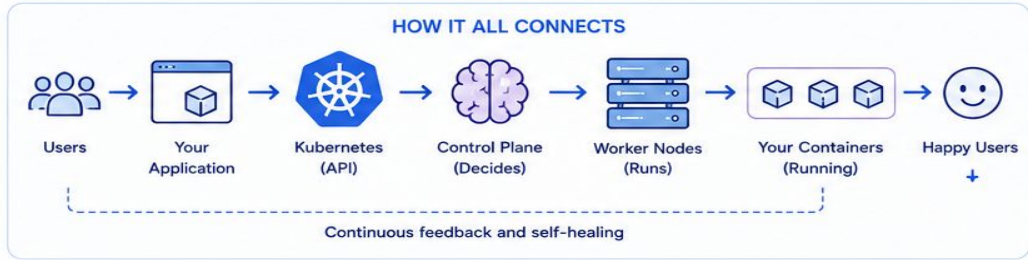 HOW IT ALL CONNECTS
Users
Your
Application
Kubernetes
(API)
Control Plane
(Decides)
Worker Nodes
(Runs)
Your Containers
(Running)
Happy Users
Continuous feedback and self-healing